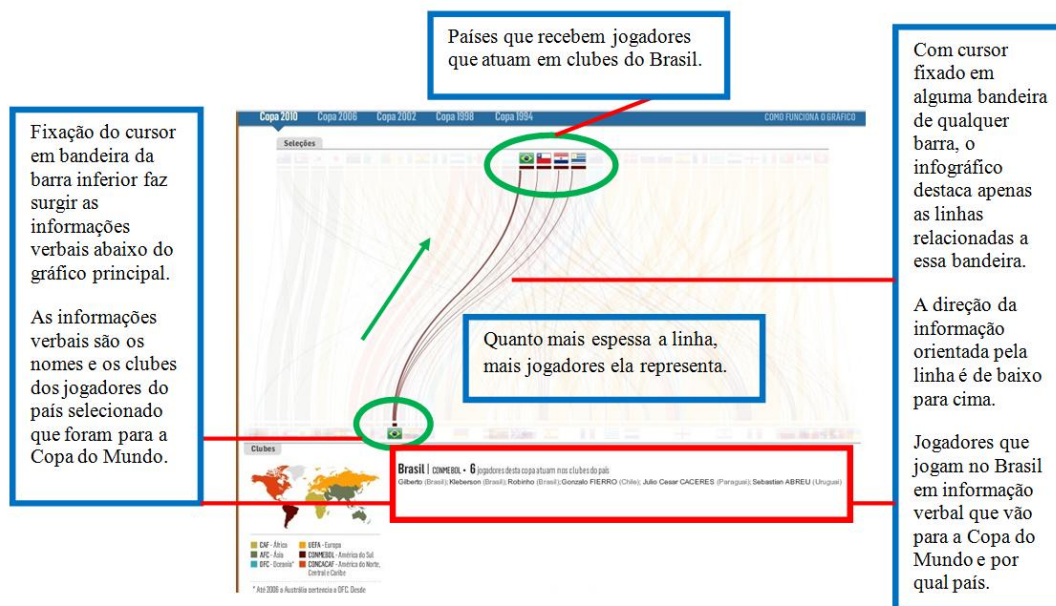 Países que recebem jogadores
que atuam em clubes do Brasil.
Fixação do cursor
em bandeira da
barra inferior faz
surgir as
informações
verbais abaixo do
gráfico principal.
As informações
verbais são os
nomes e os clubes
dos jogadores do
país selecionado
que foram para a
Copa do Mundo.
Copa 2010 Copa 2006 Copa 2002 Copa 1998 Copa 1994 COMO FUNCIONA O GRÁFICO
Seleções
Quanto mais espessa a linha,
mais jogadores ela representa.
Com cursor
fixado em
alguma bandeira
de qualquer
barra, o
infográfico
destaca apenas
as linhas
relacionadas a
essa bandeira.
A direção da
informação
orientada pela
linha é de baixo
para cima.
Jogadores que
jogam no Brasil
em informação
verbal que vão
para a Copa do
Mundo e por
qual país.
Clubes
Brasil | CONMEBOL • 6 jogadores desta copa atuam nos clubes do país
Gilberto (Brasil); Kleberson (Brasil); Robinho (Brasil); Gonzalo FIERRO (Chile); Julio Cesar CACERES (Paraguai); Sebastian ABREU (Uruguai)
CAF - África
AFC - Ásia
OFC - Oceania*
UEFA - Europa
CONMEBOL - América do Sul
CONCACAF - América do Norte,
Central e Caribe
* Até 2006 a Austrália pertencia a OFC. Desde